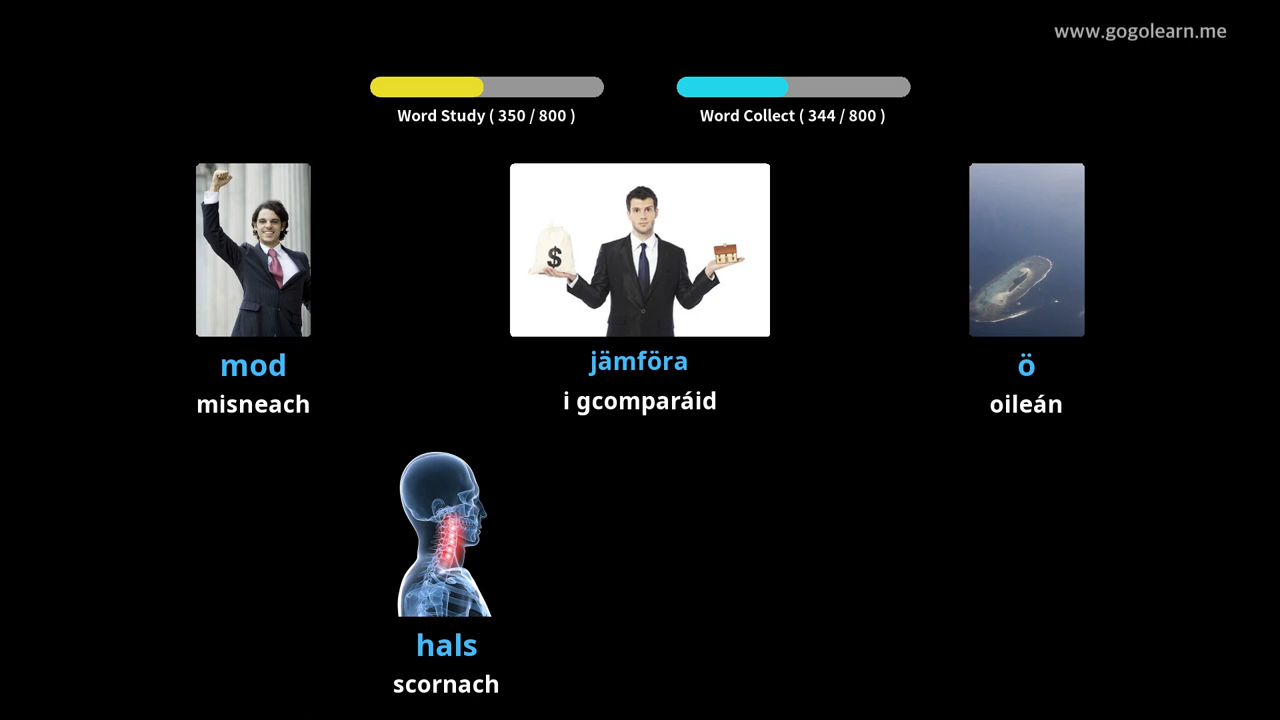 www.gogolearn.me
Word Study ( 350 / 800 )
Word Collect ( 344 / 800 )
mod
misneach
jämföra
i gcomparáid
ö
oileán
hals
scornach